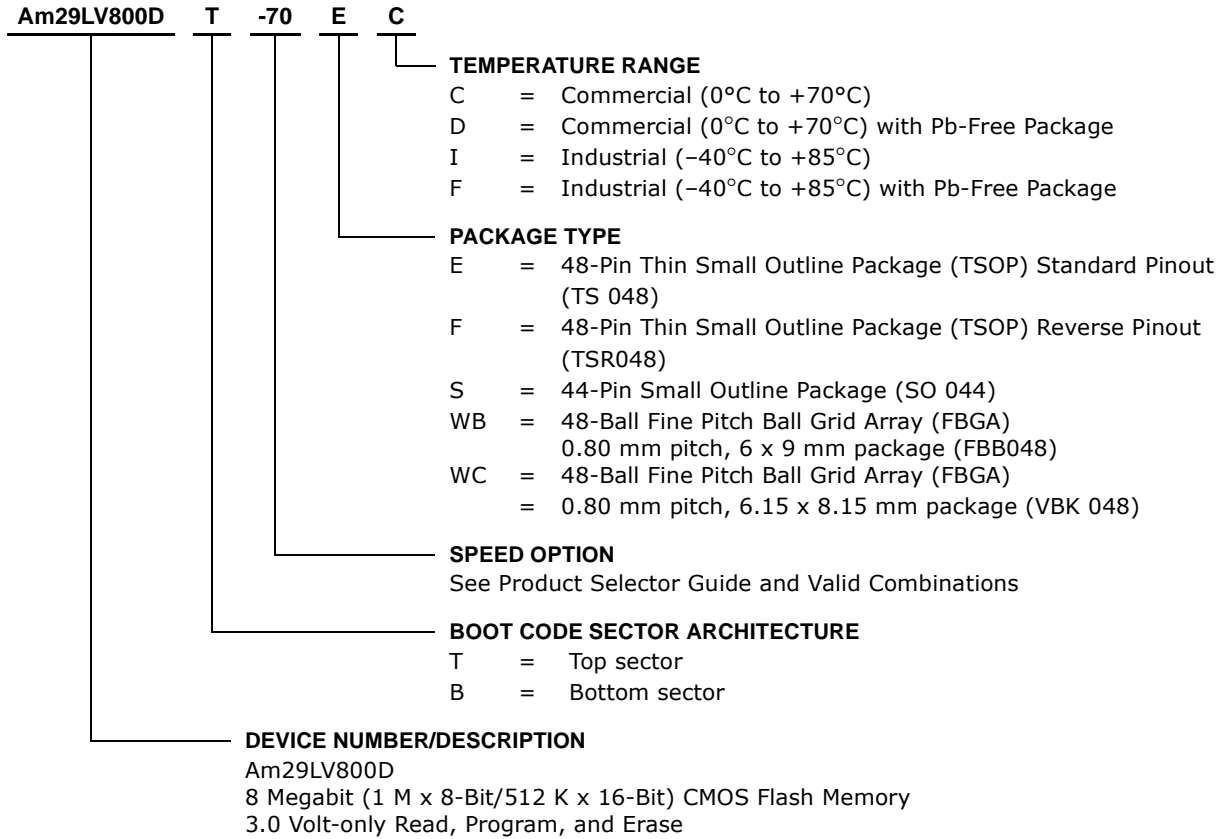 Am29LV800D T -70 E C
TEMPERATURE RANGE
C = Commercial (0°C to +70°C)
D = Commercial (0°C to +70°C) with Pb-Free Package
I = Industrial (–40°C to +85°C)
F = Industrial (–40°C to +85°C) with Pb-Free Package
PACKAGE TYPE
E = 48-Pin Thin Small Outline Package (TSOP) Standard Pinout
(TS 048)
F = 48-Pin Thin Small Outline Package (TSOP) Reverse Pinout
(TSR048)
S = 44-Pin Small Outline Package (SO 044)
WB = 48-Ball Fine Pitch Ball Grid Array (FBGA)
0.80 mm pitch, 6 x 9 mm package (FBB048)
WC = 48-Ball Fine Pitch Ball Grid Array (FBGA)
= 0.80 mm pitch, 6.15 x 8.15 mm package (VBK 048)
SPEED OPTION
See Product Selector Guide and Valid Combinations
BOOT CODE SECTOR ARCHITECTURE
T = Top sector
B = Bottom sector
DEVICE NUMBER/DESCRIPTION
Am29LV800D
8 Megabit (1 M x 8-Bit/512 K x 16-Bit) CMOS Flash Memory
3.0 Volt-only Read, Program, and Erase